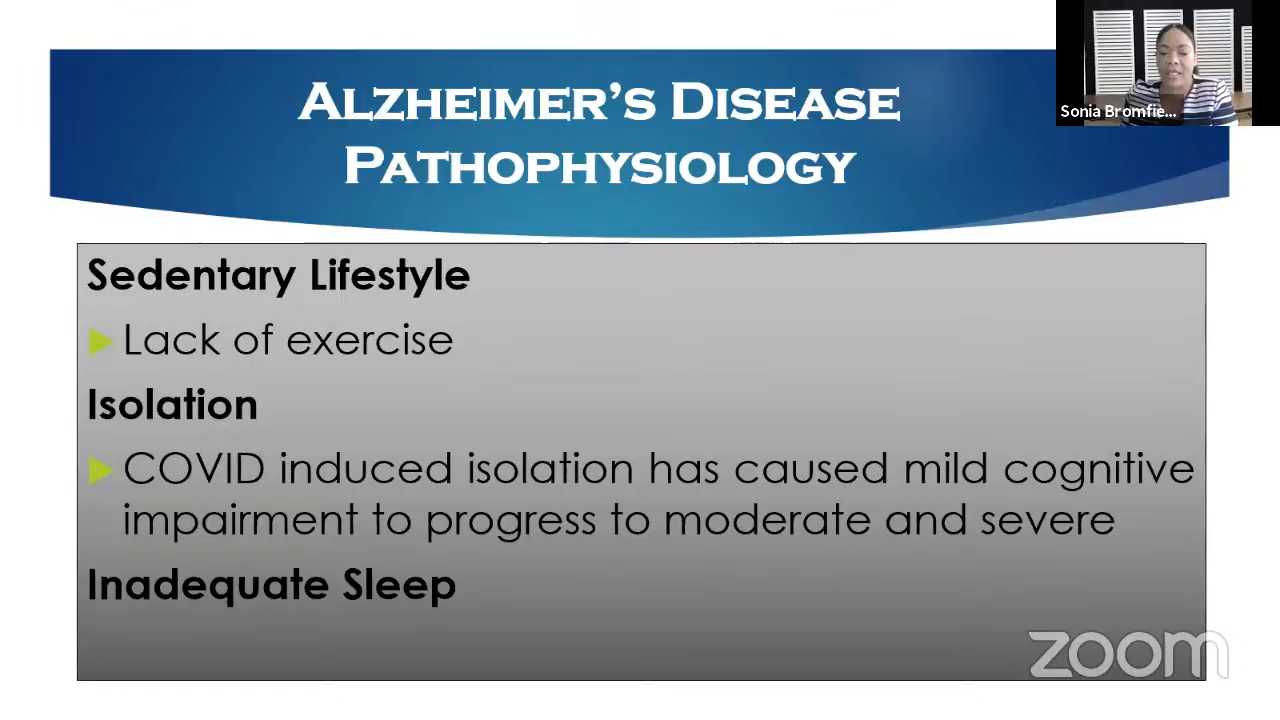 ALZHEIMER'S DISEASE
PATHOPHYSIOLOGY
Sonia Bromfie...
Sedentary Lifestyle
Lack of exercise
Isolation
COVID induced isolation has caused mild cognitive
impairment to progress to moderate and severe
Inadequate Sleep
zoom